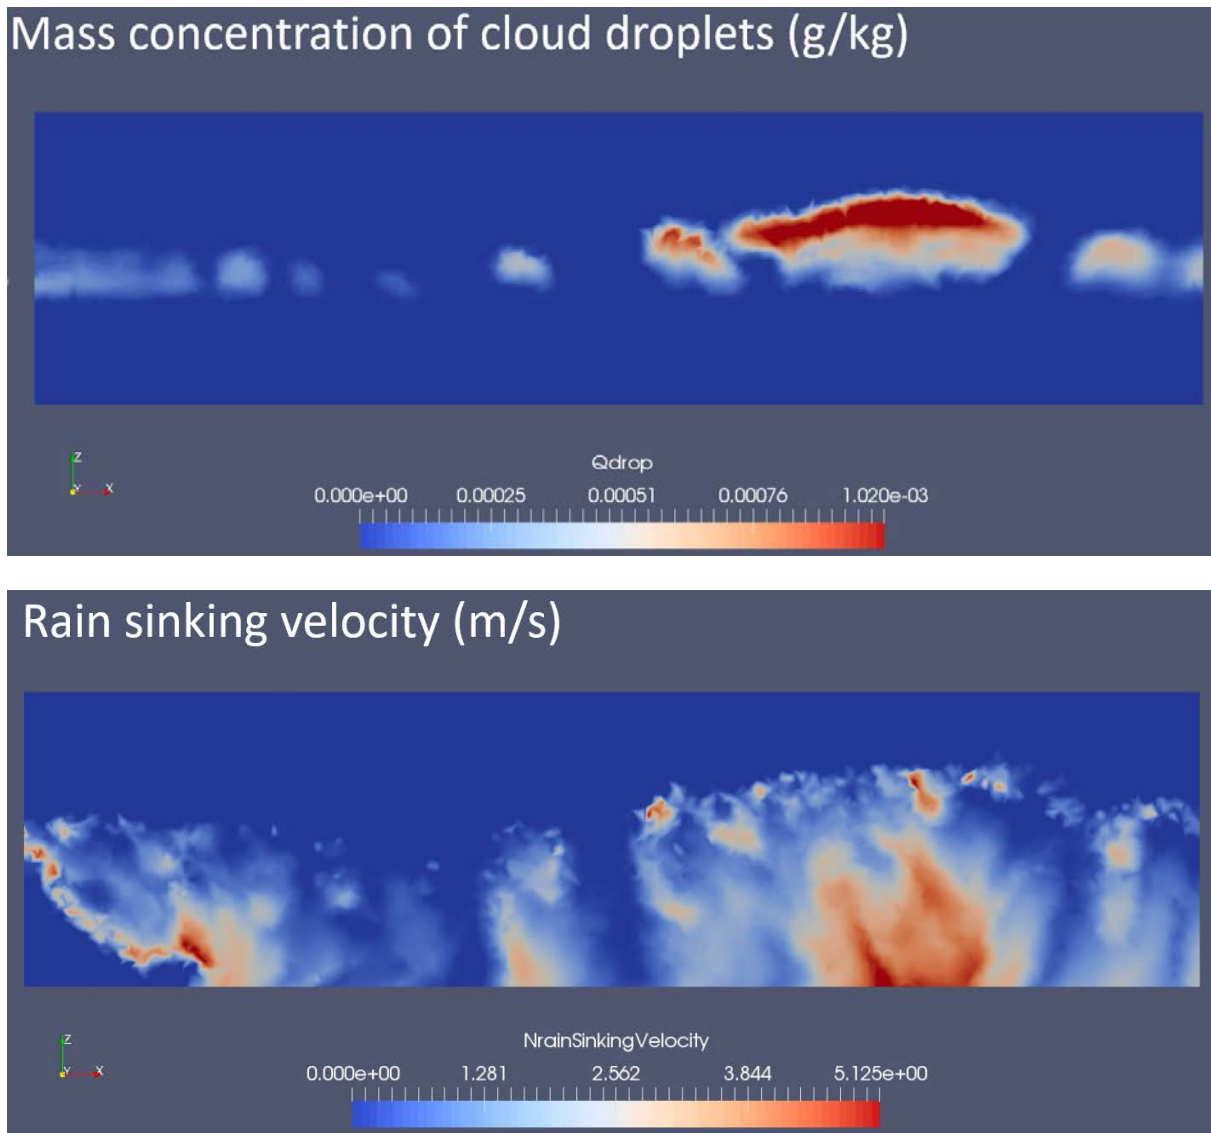 Mass concentration of cloud droplets (g/kg)
Z
Y X
Qdrop
0.000e+00 0.00025 0.00051 0.00076 1.020e-03
Rain sinking velocity (m/s)
Z
Y X
NrainSinkingVelocity
0.000e+00 1.281 2.562 3.844 5.125e+00